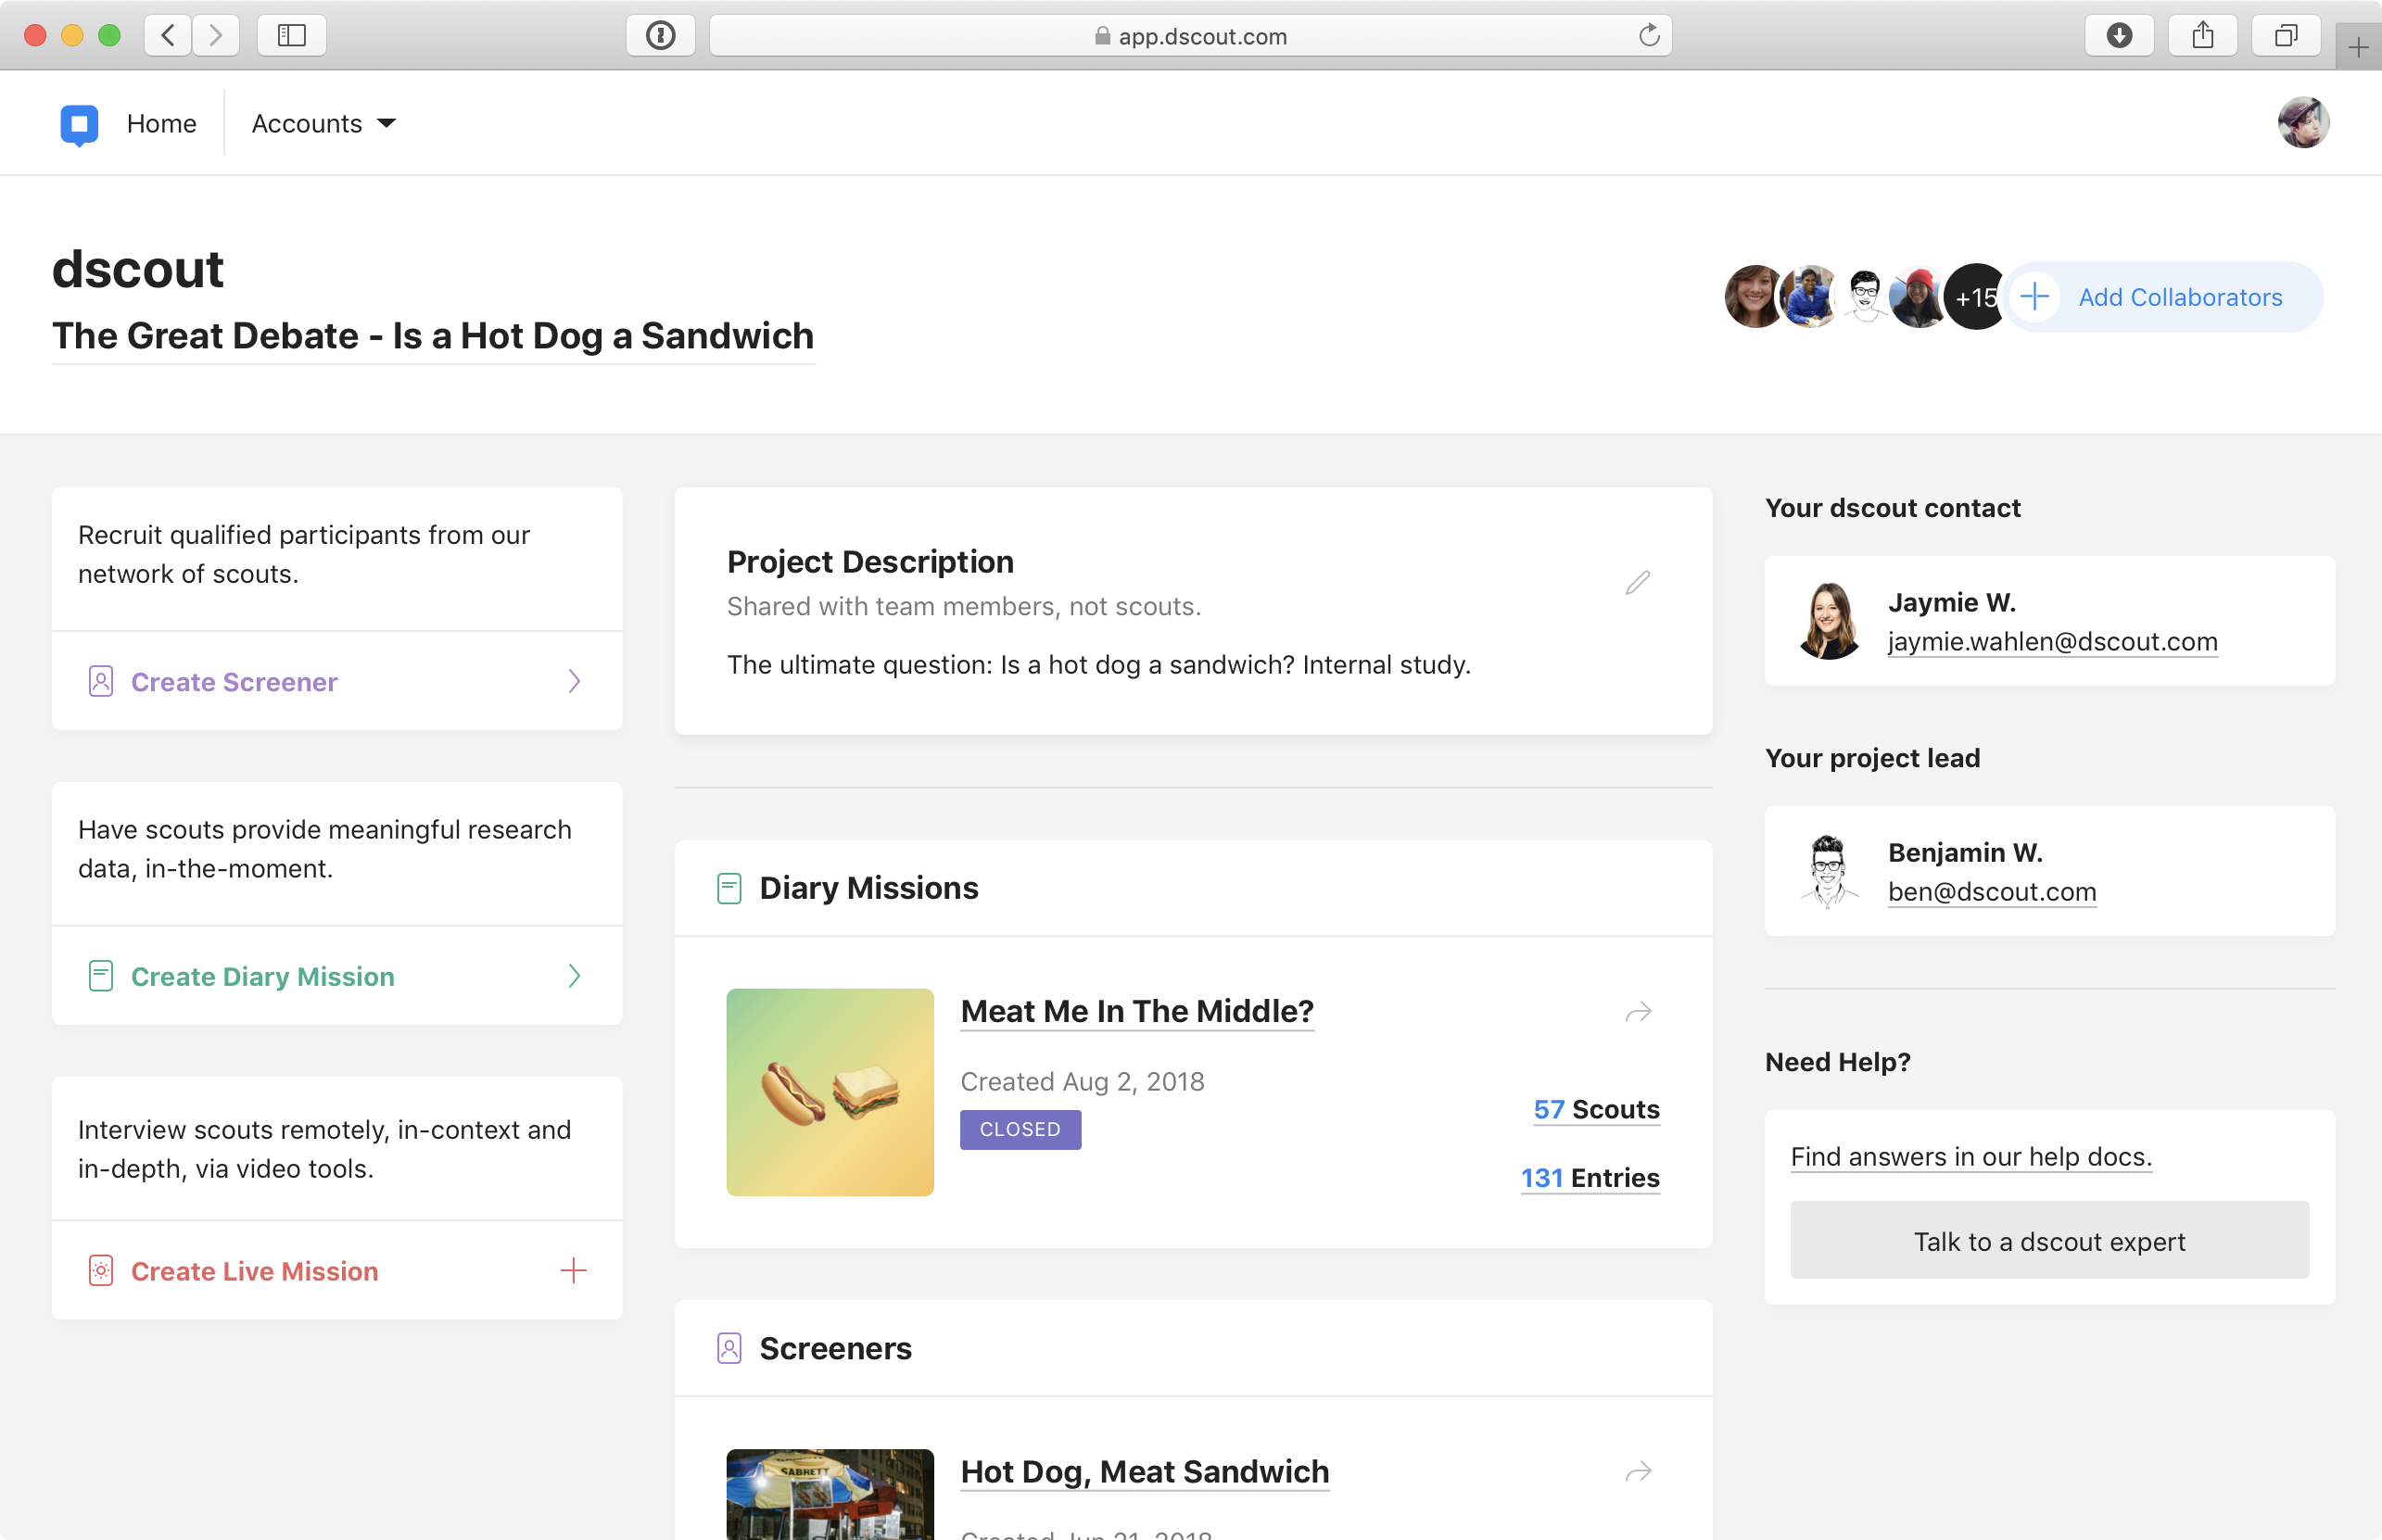 app.dscout.com
Home
Accounts
dscout
The Great Debate - Is a Hot Dog a Sandwich
+15
Add Collaborators
Recruit qualified participants from our
network of scouts.
Create Screener
Have scouts provide meaningful research
data, in-the-moment.
Create Diary Mission
Interview scouts remotely, in-context and
in-depth, via video tools.
Create Live Mission
Project Description
Shared with team members, not scouts.
The ultimate question: Is a hot dog a sandwich? Internal study.
Diary Missions
Meat Me In The Middle?
Created Aug 2, 2018
CLOSED
57 Scouts
131 Entries
Screeners
SABRETT
Hot Dog, Meat Sandwich
Created Jun 21, 2018
Your dscout contact
Jaymie W.
jaymie.wahlen@dscout.com
Your project lead
Benjamin W.
ben@dscout.com
Need Help?
Find answers in our help docs.
Talk to a dscout expert